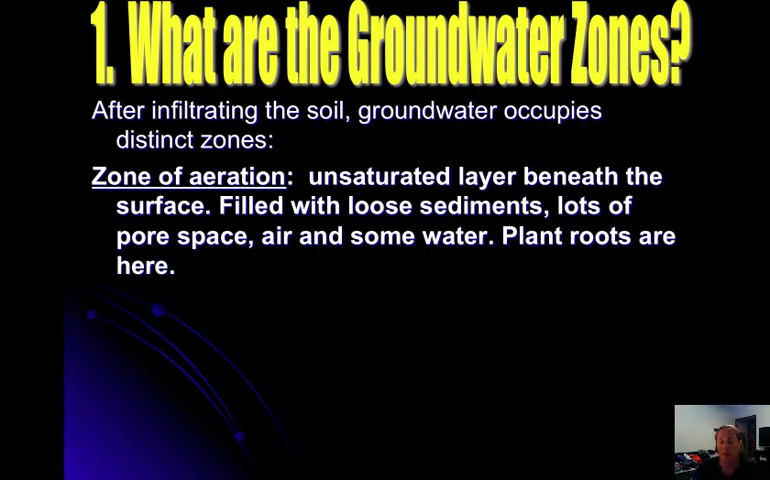 1. What are the Groundwater Zones?
After infiltrating the soil, groundwater occupies
distinct zones:
Zone of aeration: unsaturated layer beneath the
surface. Filled with loose sediments, lots of
pore space, air and some water. Plant roots are
here.